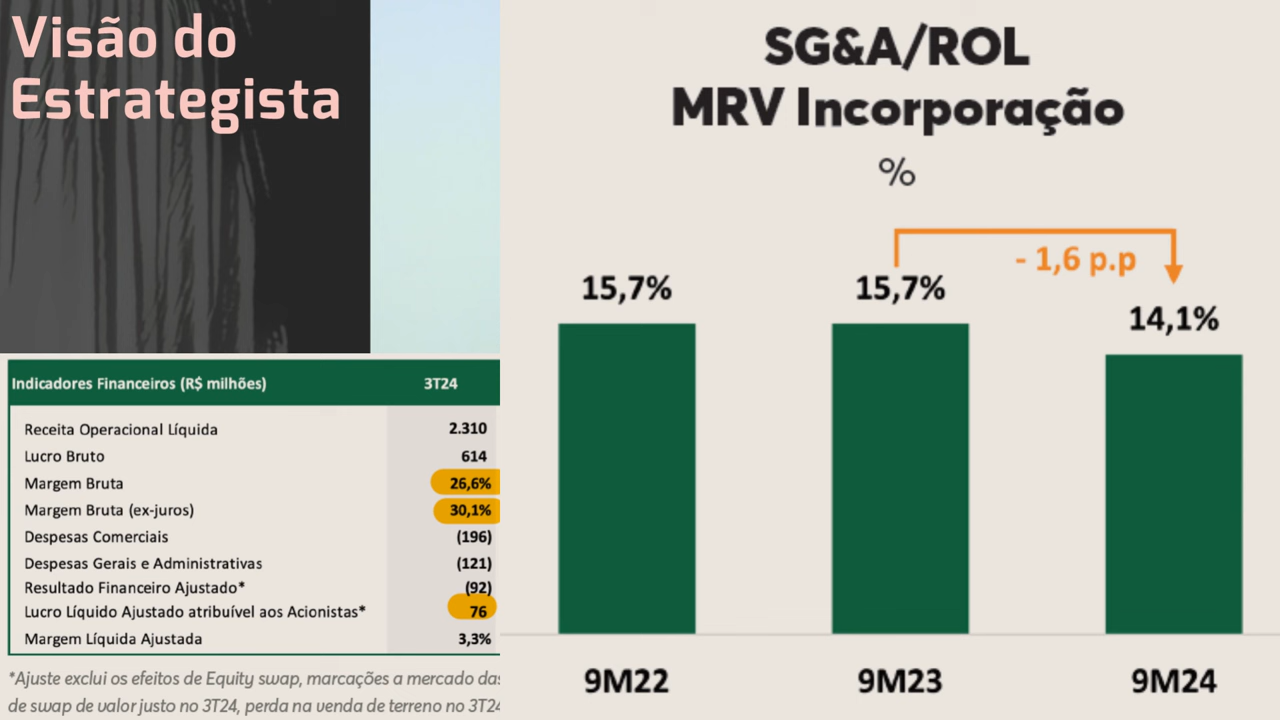 Visão do
Estrategista
Indicadores Financeiros (R$ milhões) 3T24
Receita Operacional Líquida 2.310
Lucro Bruto 614
Margem Bruta 26,6%
Margem Bruta (ex-juros) 30,1%
Despesas Comerciais (196)
Despesas Gerais e Administrativas (121)
Resultado Financeiro Ajustado* (92)
Lucro Líquido Ajustado atribuível aos Acionistas* 76
Margem Líquida Ajustada 3,3%
*Ajuste exclui os efeitos de Equity swap, marcações a mercado das
de swap de valor justo no 3T24, perda na venda de terreno no 3T24
SG&A/ROL
MRV Incorporação
%
- 1,6 p.p
15,7% 15,7% 14,1%
9M22 9M23 9M24